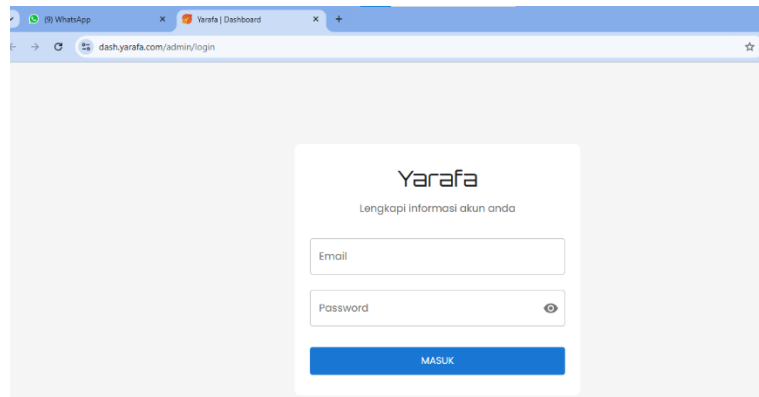 (9) WhatsApp
Yarafa | Dashboard
dash.yarafa.com/admin/login
Yarafa
Lengkapi informasi akun anda
Email
Password
MASUK